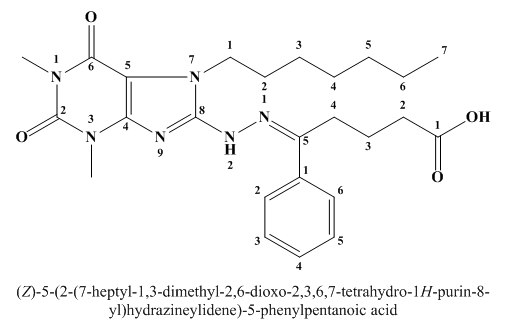 O
O
N
N
N
N
N
H
N
O
OH
1
2
3
4
5
6
7
8
9
1
2
3
4
5
6
7
1
2
1
2
3
4
5
1
2
3
4
5
6
(Z)-5-(2-(7-heptyl-1,3-dimethyl-2,6-dioxo-2,3,6,7-tetrahydro-1H-purin-8-
yl)hydrazineylidene)-5-phenylpentanoic acid